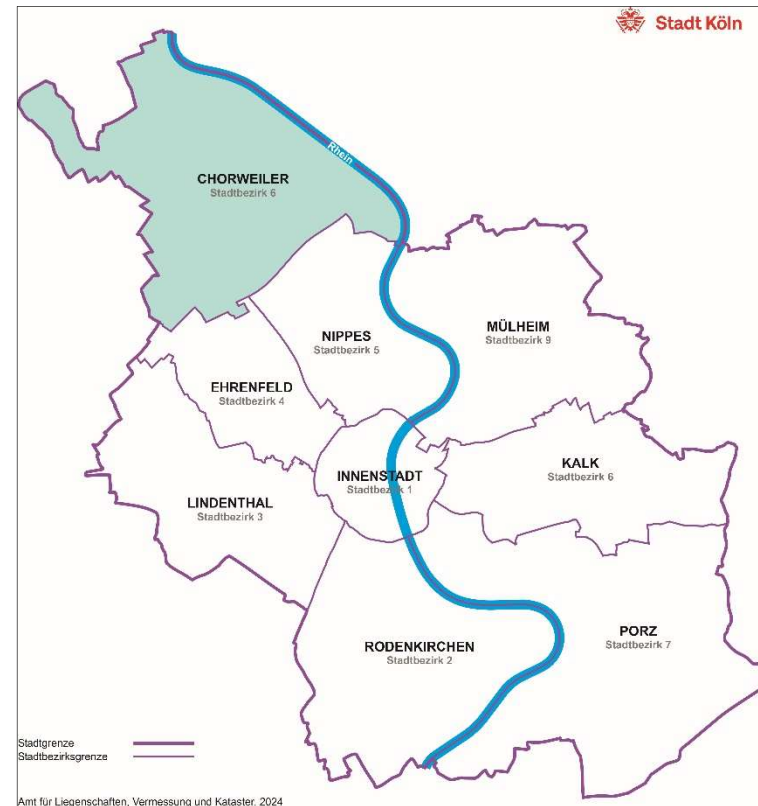 Stadt Köln
Rhein
CHORWEILER
Stadtbezirk 6
NIPPES
Stadtbezirk 5
MÜLHEIM
Stadtbezirk 9
EHRENFELD
Stadtbezirk 4
INNENSTADT
Stadtbezirk 1
KALK
Stadtbezirk 6
LINDENTHAL
Stadtbezirk 3
RODENKIRCHEN
Stadtbezirk 2
PORZ
Stadtbezirk 7
Stadtgrenze
Stadtbezirksgrenze
Amt für Liegenschaften, Vermessung und Kataster, 2024